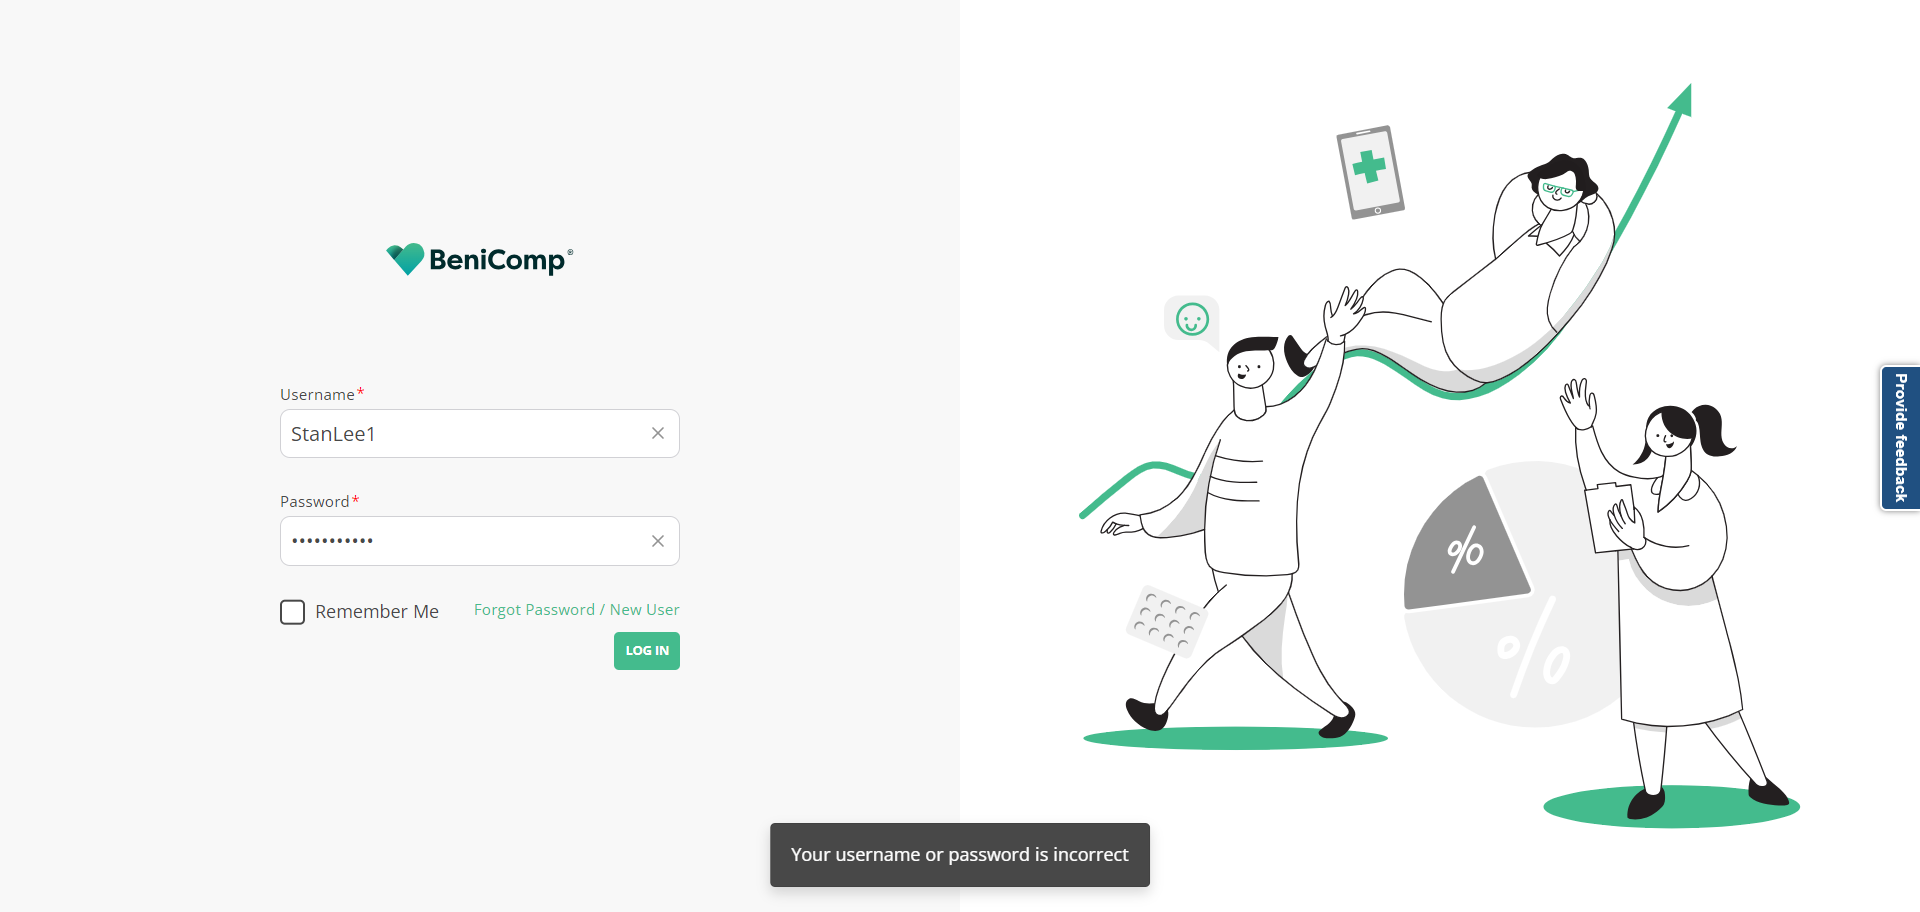 BeniComp®
Username*
StanLee1
Password*
•••••••••••
Remember Me
Forgot Password / New User
LOG IN
%
%
Provide feedback
Your username or password is incorrect